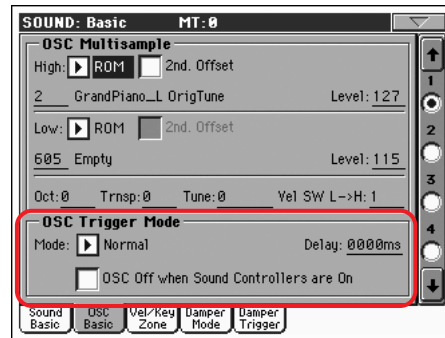 SOUND: Basic MT:0
OSC Multisample
High: ROM 2nd. Offset
2 GrandPiano_L OrigTune Level: 127
Low: ROM 2nd. Offset
605 Empty Level: 115
Oct: 0 Trnsp: 0 Tune: 0 Vel SW L->H: 1
OSC Trigger Mode
Mode: Normal Delay: 0000ms
OSC Off when Sound Controllers are On
1
2
3
4
Sound Basic
OSC Basic
Vel/Key Zone
Damper Mode
Damper Trigger